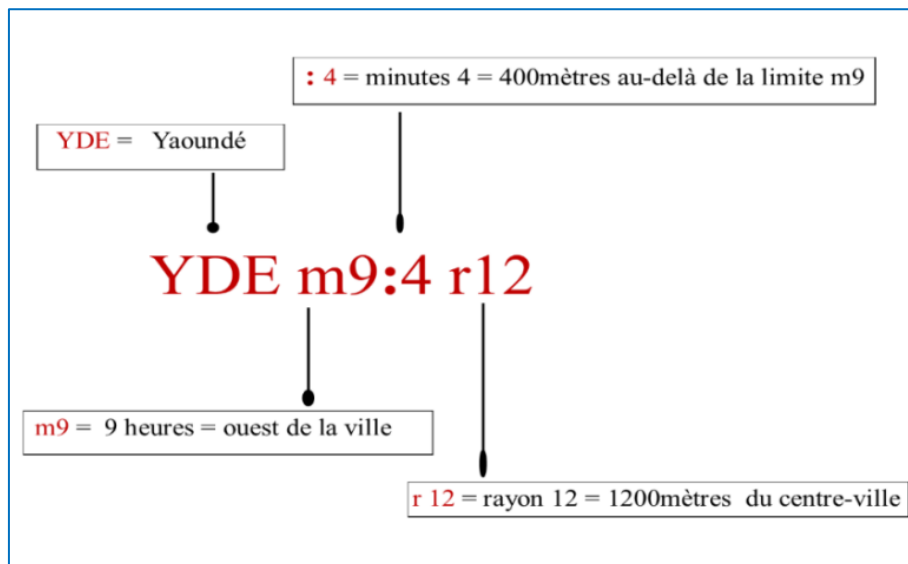 : 4 = minutes 4 = 400mètres au-delà de la limite m9
YDE = Yaoundé
YDE m9:4 r12
m9 = 9 heures = ouest de la ville
r 12 = rayon 12 = 1200mètres du centre-ville